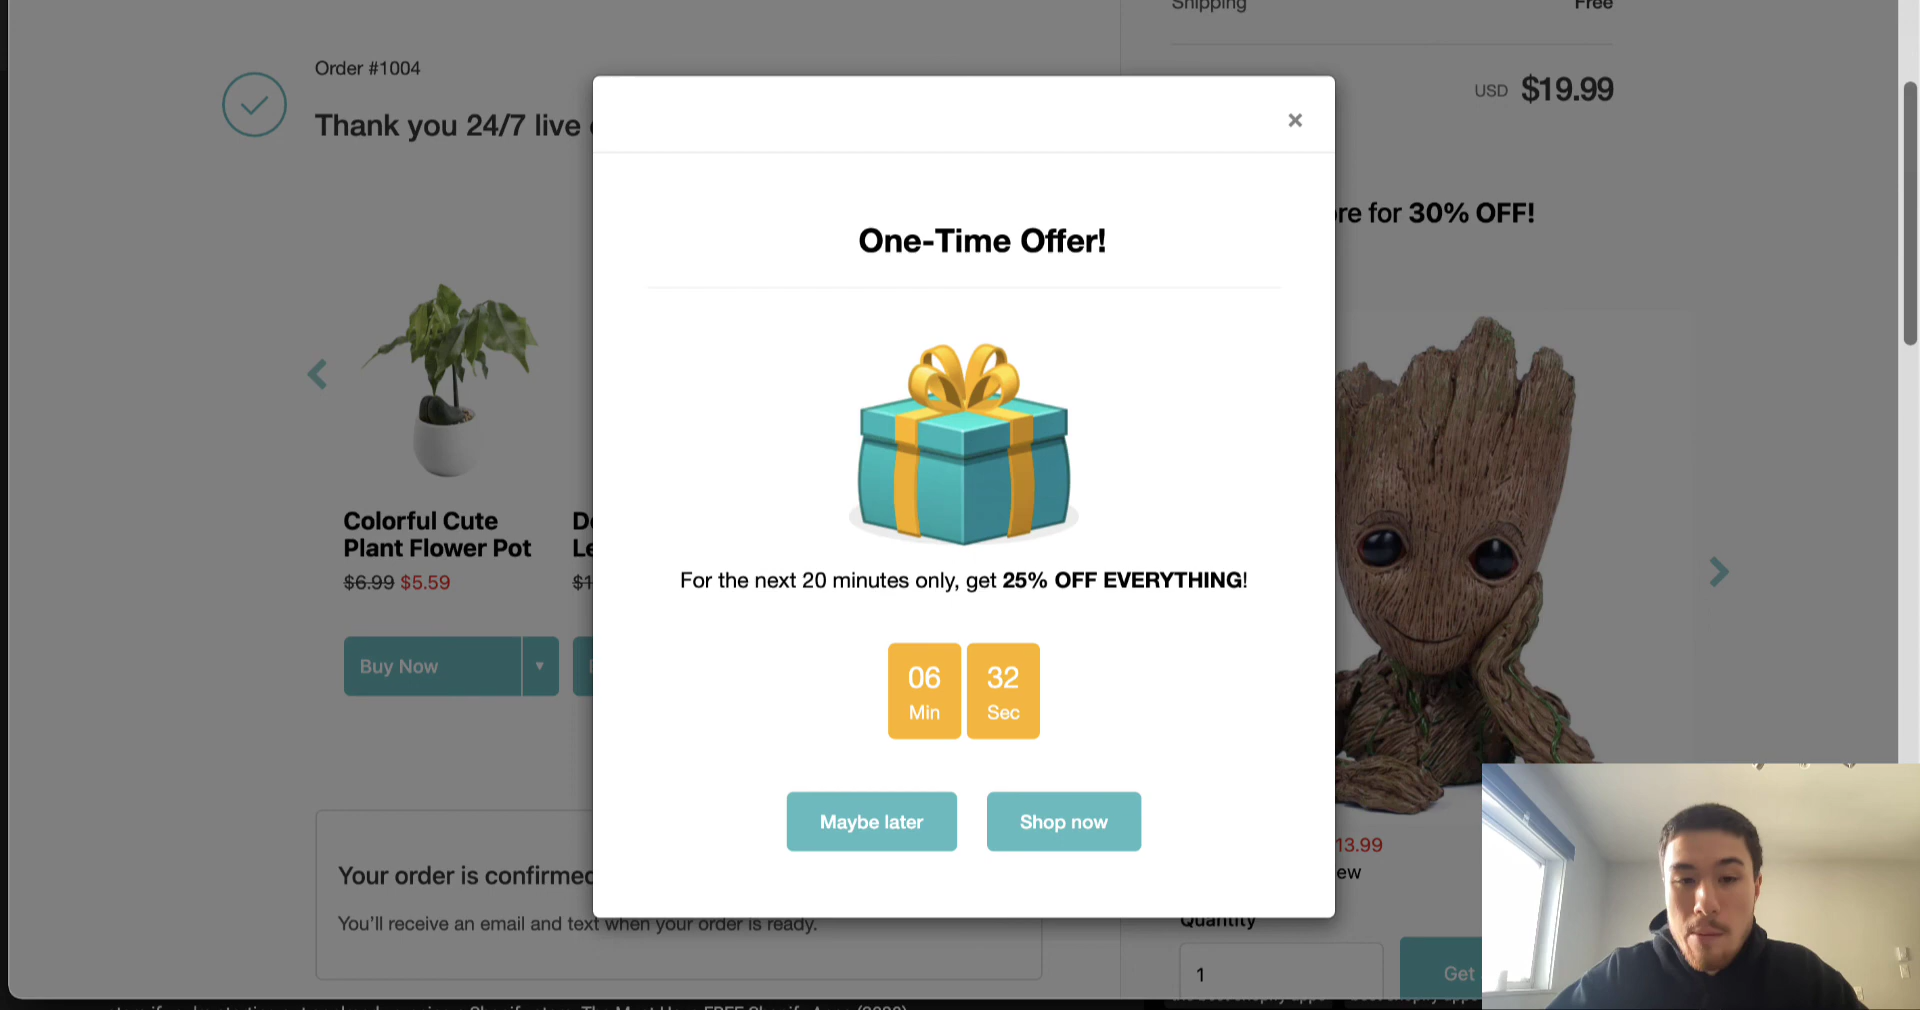 Shipping
Free
Order #1004
USD $19.99
Thank you 24/7 live
×
for 30% OFF!
One-Time Offer!
Colorful Cute
Plant Flower Pot
$6.99 $5.59
For the next 20 minutes only, get 25% OFF EVERYTHING!
Buy Now
06
Min
32
Sec
Maybe later
Shop now
13.99
Your order is confirmed
You'll receive an email and text when your order is ready.
Quantity
1
Get